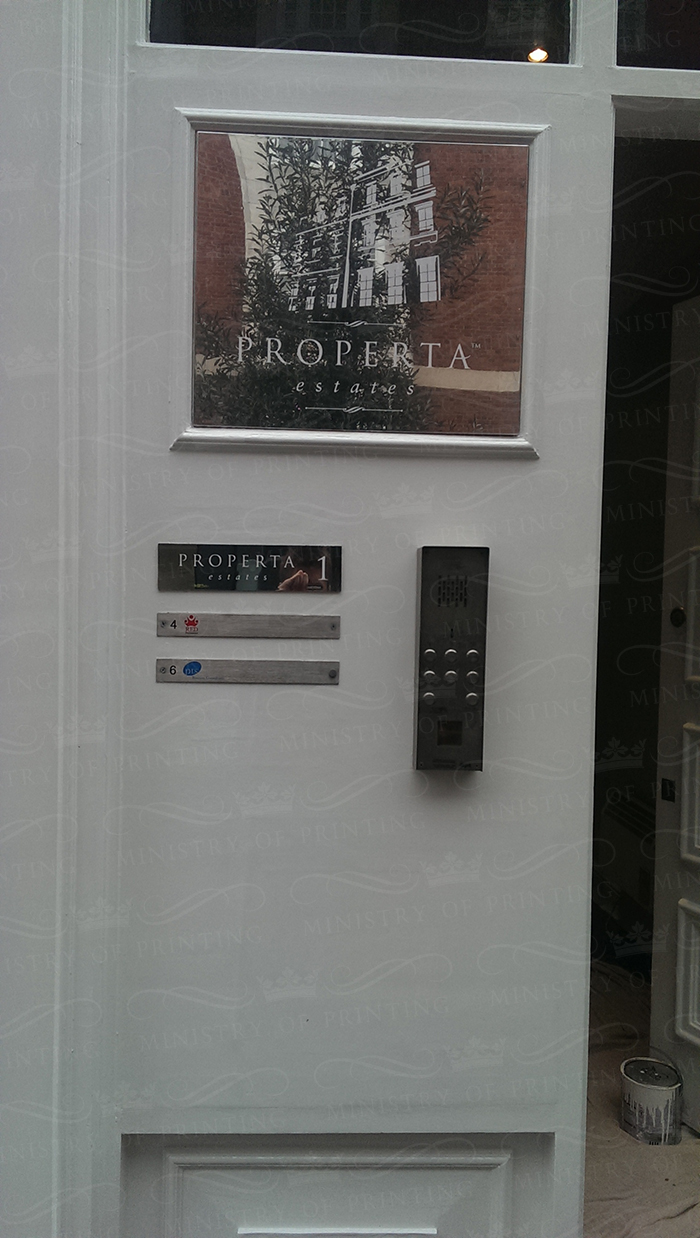 PROPERTA™
estates
PROPERTA
estates
1
4
6
MINISTRY OF PRINTING